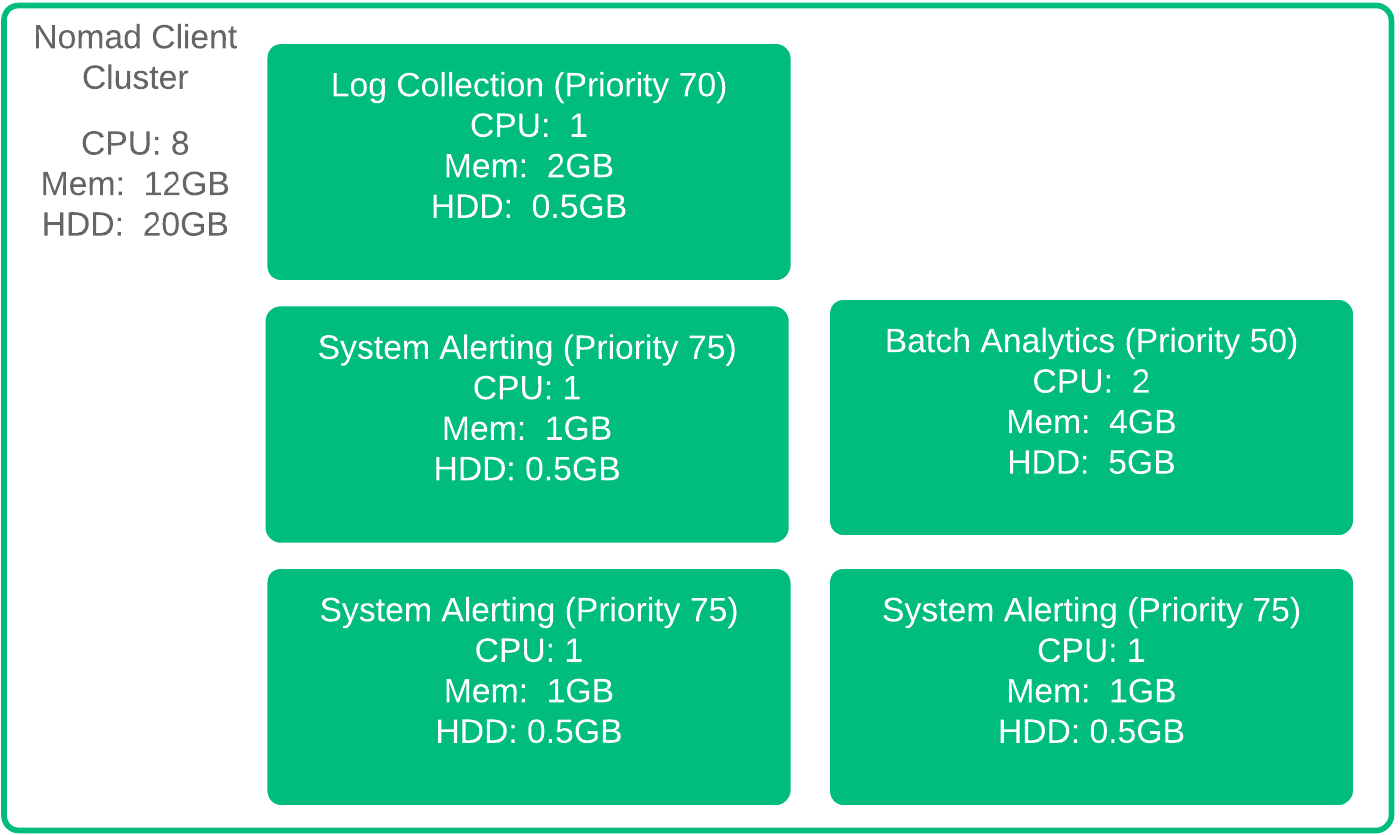 Nomad Client
Cluster
CPU: 8
Mem:  12GB
HDD:  20GB
Log Collection (Priority 70)
CPU:  1
Mem:  2GB
HDD:  0.5GB
System Alerting (Priority 75)
CPU: 1
Mem:  1GB
HDD: 0.5GB
Batch Analytics (Priority 50)
CPU:  2
Mem:  4GB
HDD:  5GB
System Alerting (Priority 75)
CPU: 1
Mem:  1GB
HDD: 0.5GB
System Alerting (Priority 75)
CPU: 1
Mem:  1GB
HDD: 0.5GB